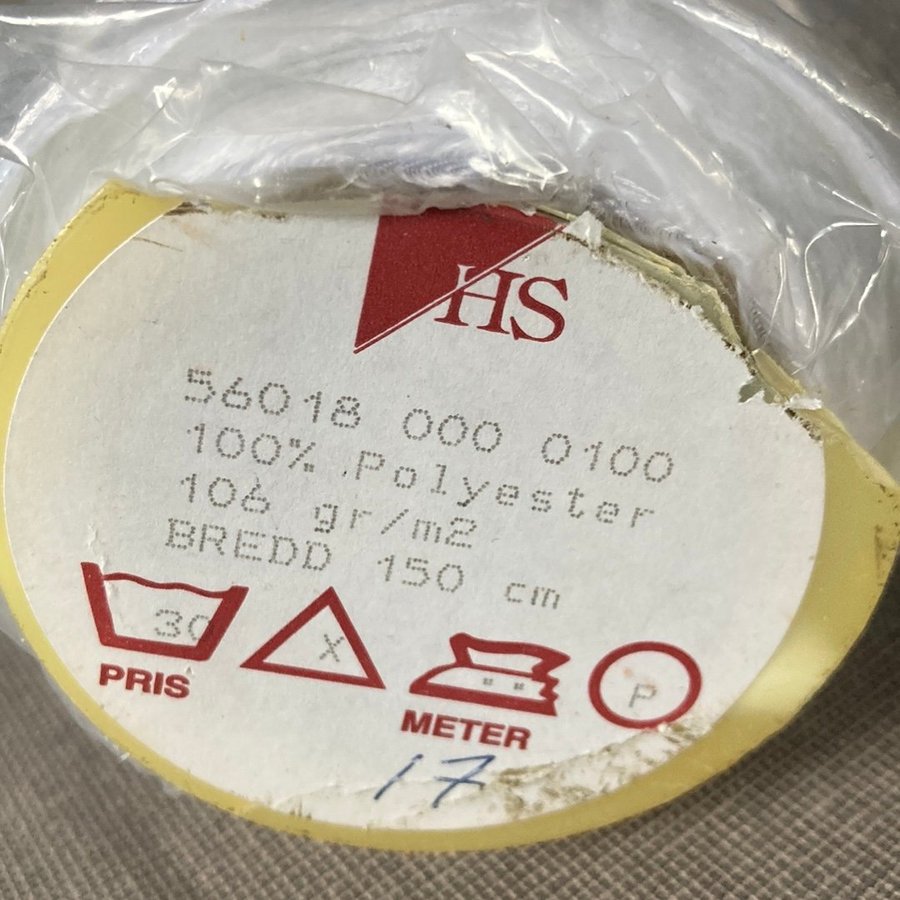 HS
56018 000 0100
100% Polyester
106 gr/m2
BREDD 150 cm
30
X
P
PRIS
METER
17